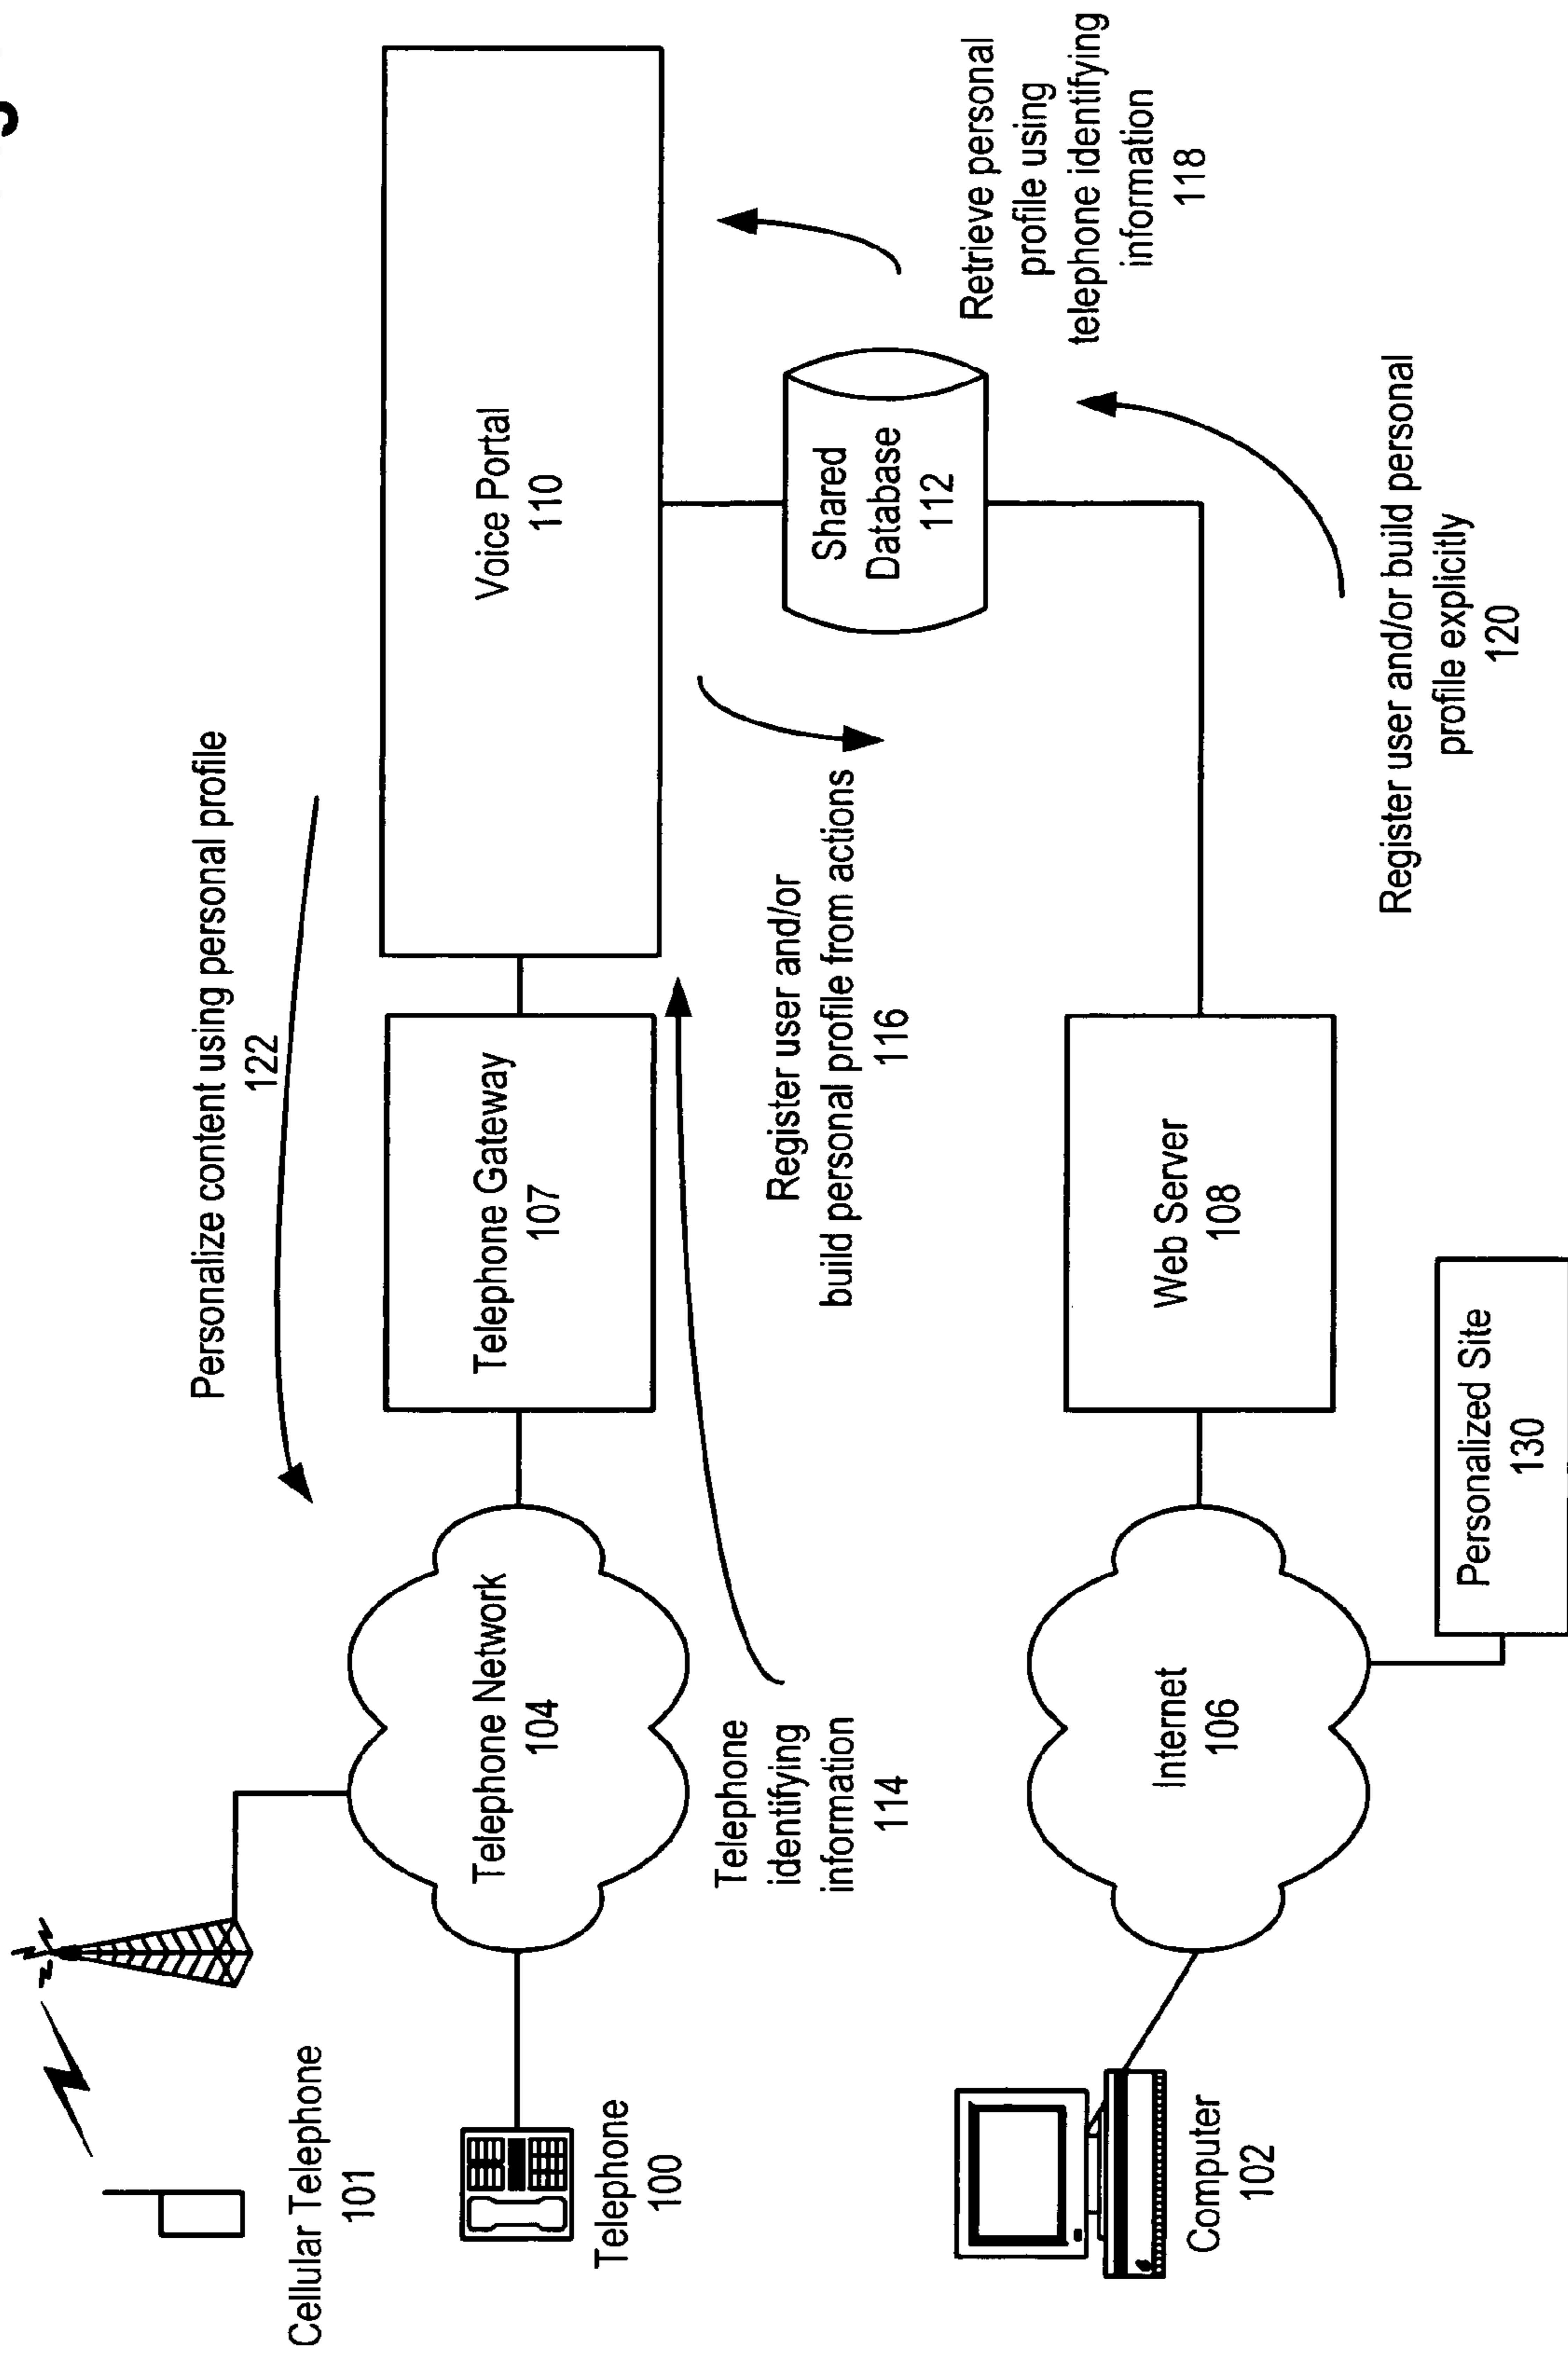 Cellular Telephone
101
Telephone
100
Computer
102
Telephone Network
104
Telephone
identifying
information
114
Internet
106
Personalized Site
130
Personalize content using personal profile
122
Telephone Gateway
107
Register user and/or
build personal profile from actions
116
Web Server
108
Voice Portal
110
Shared
Database
112
Retrieve personal
profile using
telephone identifying
information
118
Register user and/or build personal
profile explicitly
120